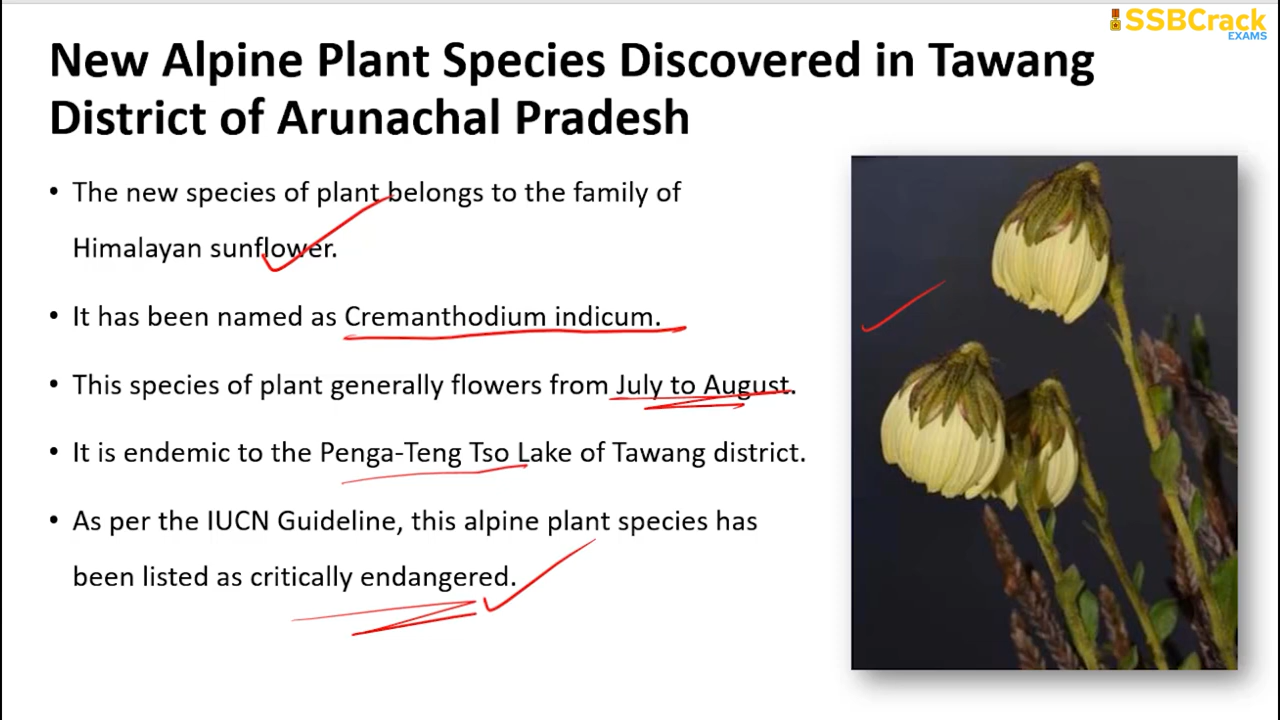 SSBCrack
EXAMS
New Alpine Plant Species Discovered in Tawang
District of Arunachal Pradesh
• The new species of plant belongs to the family of
Himalayan sunflower.
• It has been named as Cremanthodium indicum.
• This species of plant generally flowers from July to August.
• It is endemic to the Penga-Teng Tso Lake of Tawang district.
• As per the IUCN Guideline, this alpine plant species has
been listed as critically endangered.